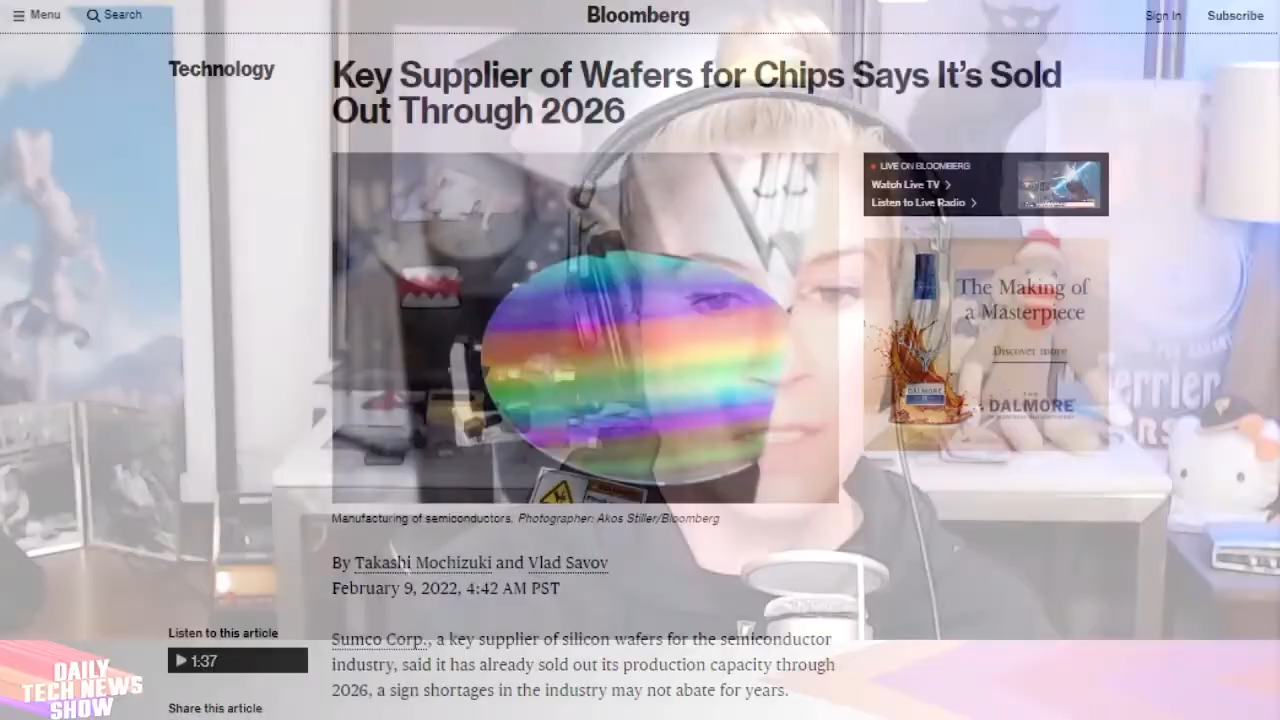 Menu
Search
Bloomberg
Sign In
Subscribe
Technology
Key Supplier of Wafers for Chips Says It's Sold
Out Through 2026
LIVE ON BLOOMBERG
Watch Live TV
Listen to Live Radio
The Making of
a Masterpiece
Discover more
THE
DALMORE
DALMORE
Manufacturing of semiconductors. Photographer: Akos Stiller/Bloomberg
By Takashi Mochizuki and Vlad Savov
February 9, 2022, 4:42 AM PST
Listen to this article
1:37
Share this article
Sumco Corp., a key supplier of silicon wafers for the semiconductor
industry, said it has already sold out its production capacity through
2026, a sign shortages in the industry may not abate for years.
DAILY
TECH NEWS
SHOW